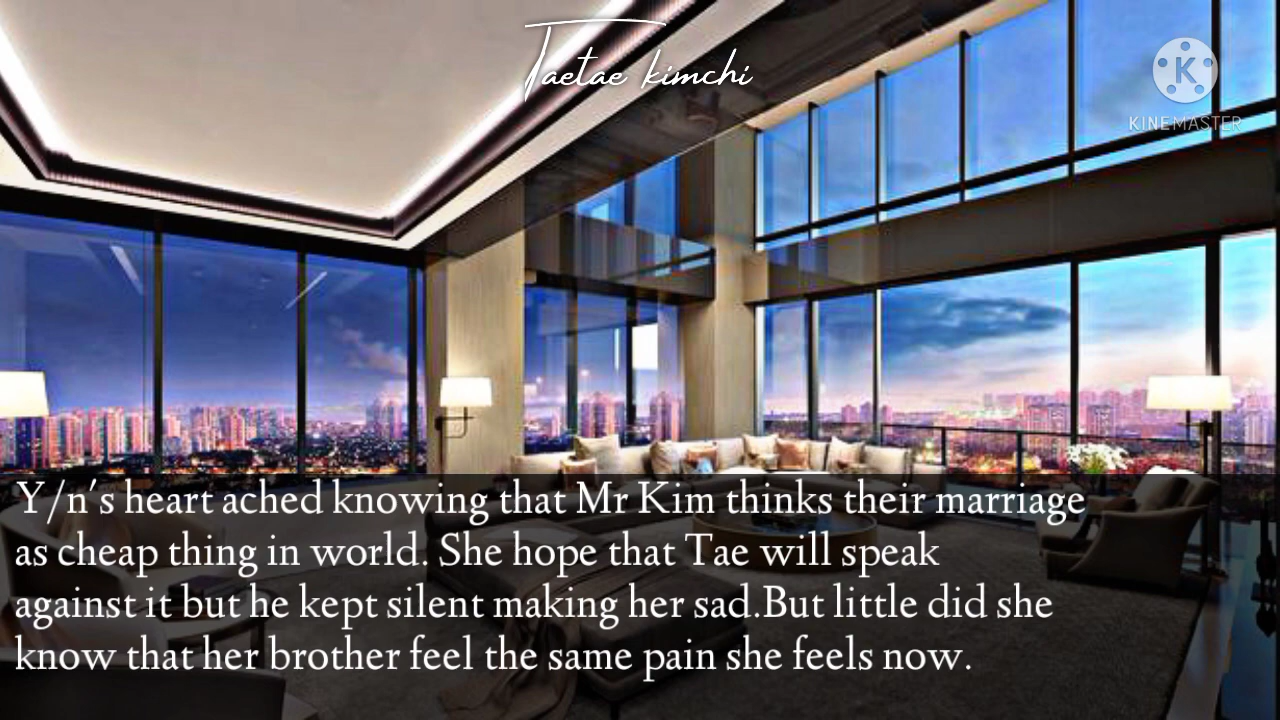 Taetae kimchi
K
KINEMASTER
Y/n's heart ached knowing that Mr Kim thinks their marriage
as cheap thing in world. She hope that Tae will speak
against it but he kept silent making her sad.But little did she
know that her brother feel the same pain she feels now.